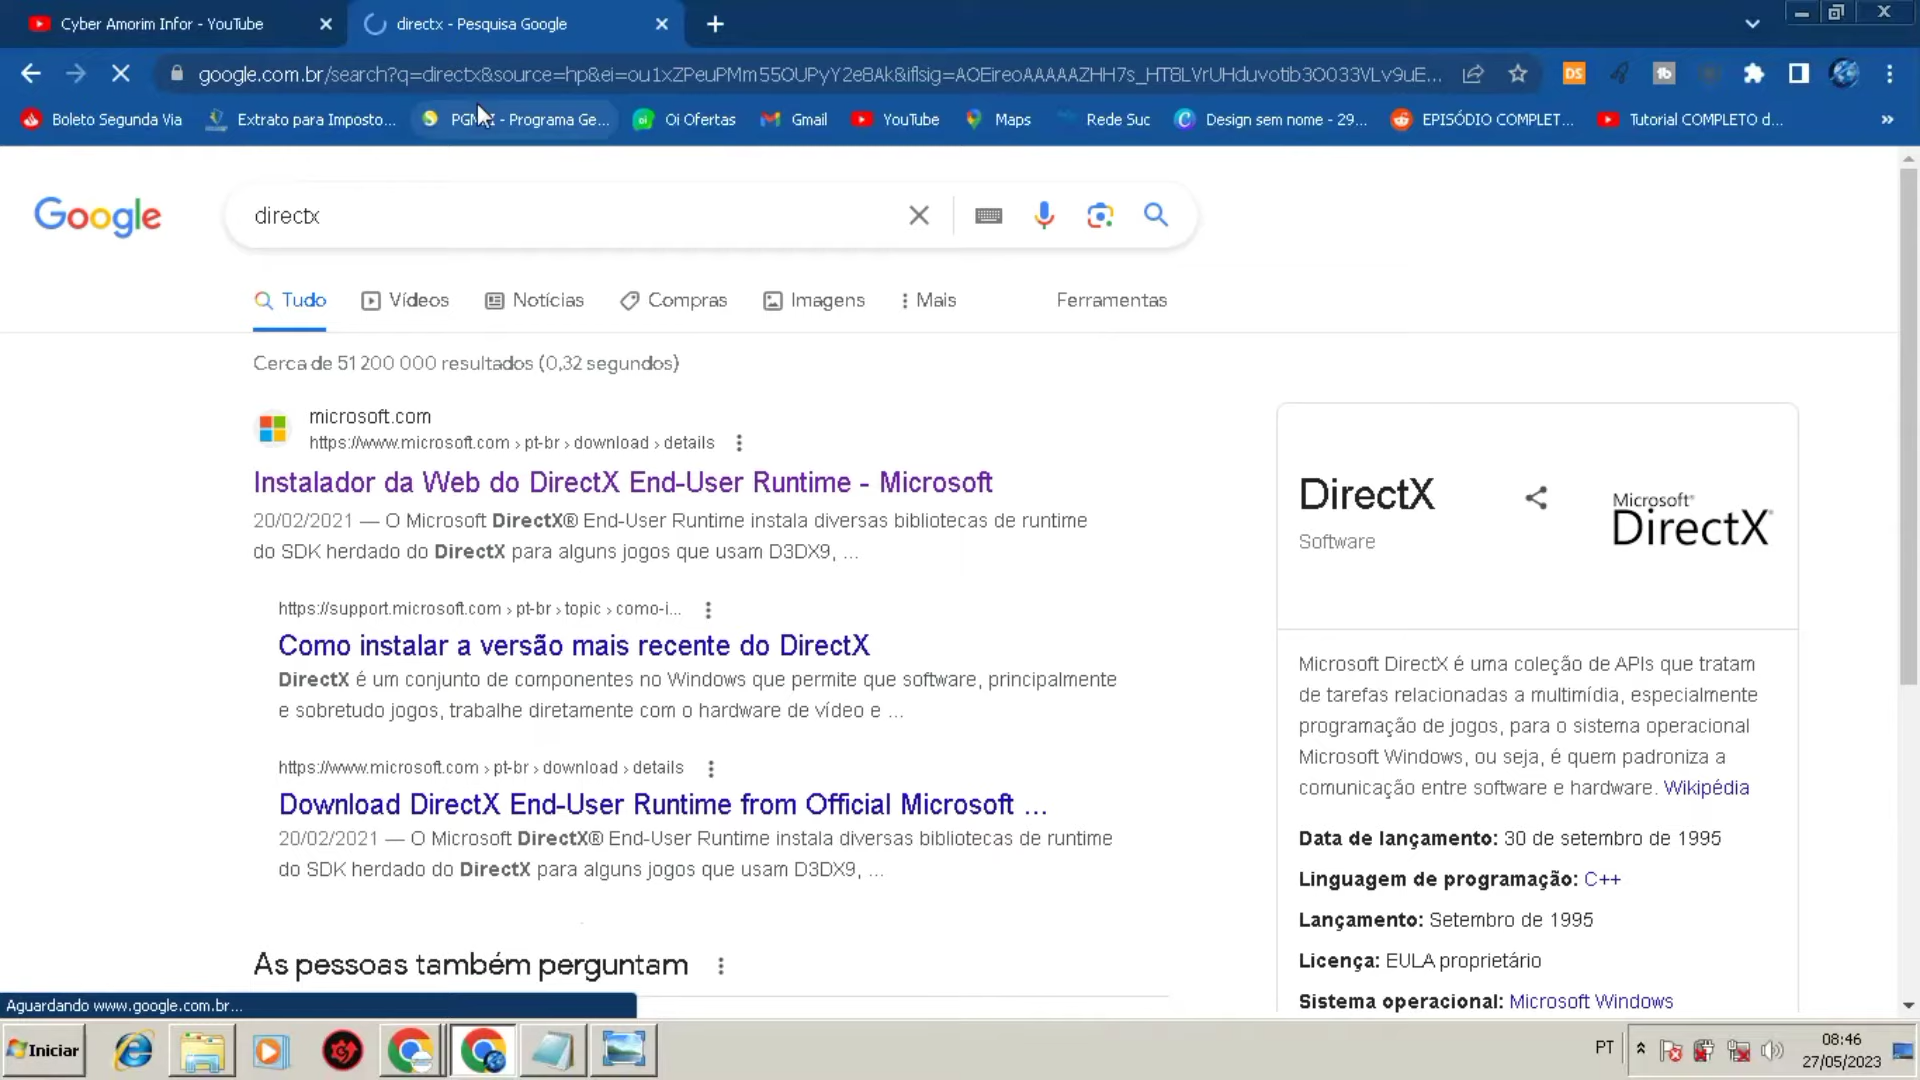 Cyber Amorim Infor - YouTube
directx - Pesquisa Google
google.com.br/search?q=directx&source=hp&ei=
Boleto Segunda Via
Extrato para Imposto...
- Programa Ge...
Oi Ofertas
Gmail
YouTube
Maps
Rede Suc
Design sem nome - 29...
EPISÓDIO COMPLET...
Tutorial COMPLETO d...
Google
directx
Tudo
Vídeos
Notícias
Compras
Imagens
Mais
Ferramentas
Cerca de 51 200 000 resultados (0,32 segundos)
microsoft.com
https://www.microsoft.com › pt-br › download › details
Instalador da Web do DirectX End-User Runtime - Microsoft
20/02/2021 — O Microsoft DirectX® End-User Runtime instala diversas bibliotecas de runtime
do SDK herdado do DirectX para alguns jogos que usam D3DX9, ...
https://support.microsoft.com › pt-br › topic › como-i...
Como instalar a versão mais recente do DirectX
DirectX é um conjunto de componentes no Windows que permite que software, principalmente
e sobretudo jogos, trabalhe diretamente com o hardware de vídeo e ...
https://www.microsoft.com › pt-br › download › details
Download DirectX End-User Runtime from Official Microsoft ...
20/02/2021 — O Microsoft DirectX® End-User Runtime instala diversas bibliotecas de runtime
do SDK herdado do DirectX para alguns jogos que usam D3DX9, ...
As pessoas também perguntam
DirectX
Software
Microsoft®
DirectX
Microsoft DirectX é uma coleção de APIs que tratam
de tarefas relacionadas a multimídia, especialmente
programação de jogos, para o sistema operacional
Microsoft Windows, ou seja, é quem padroniza a
comunicação entre software e hardware. Wikipédia
Data de lançamento: 30 de setembro de 1995
Linguagem de programação: C++
Lançamento: Setembro de 1995
Licença: EULA proprietário
Sistema operacional: Microsoft Windows
Aguardando www.google.com.br...
Iniciar
PT
08:46
27/05/2023